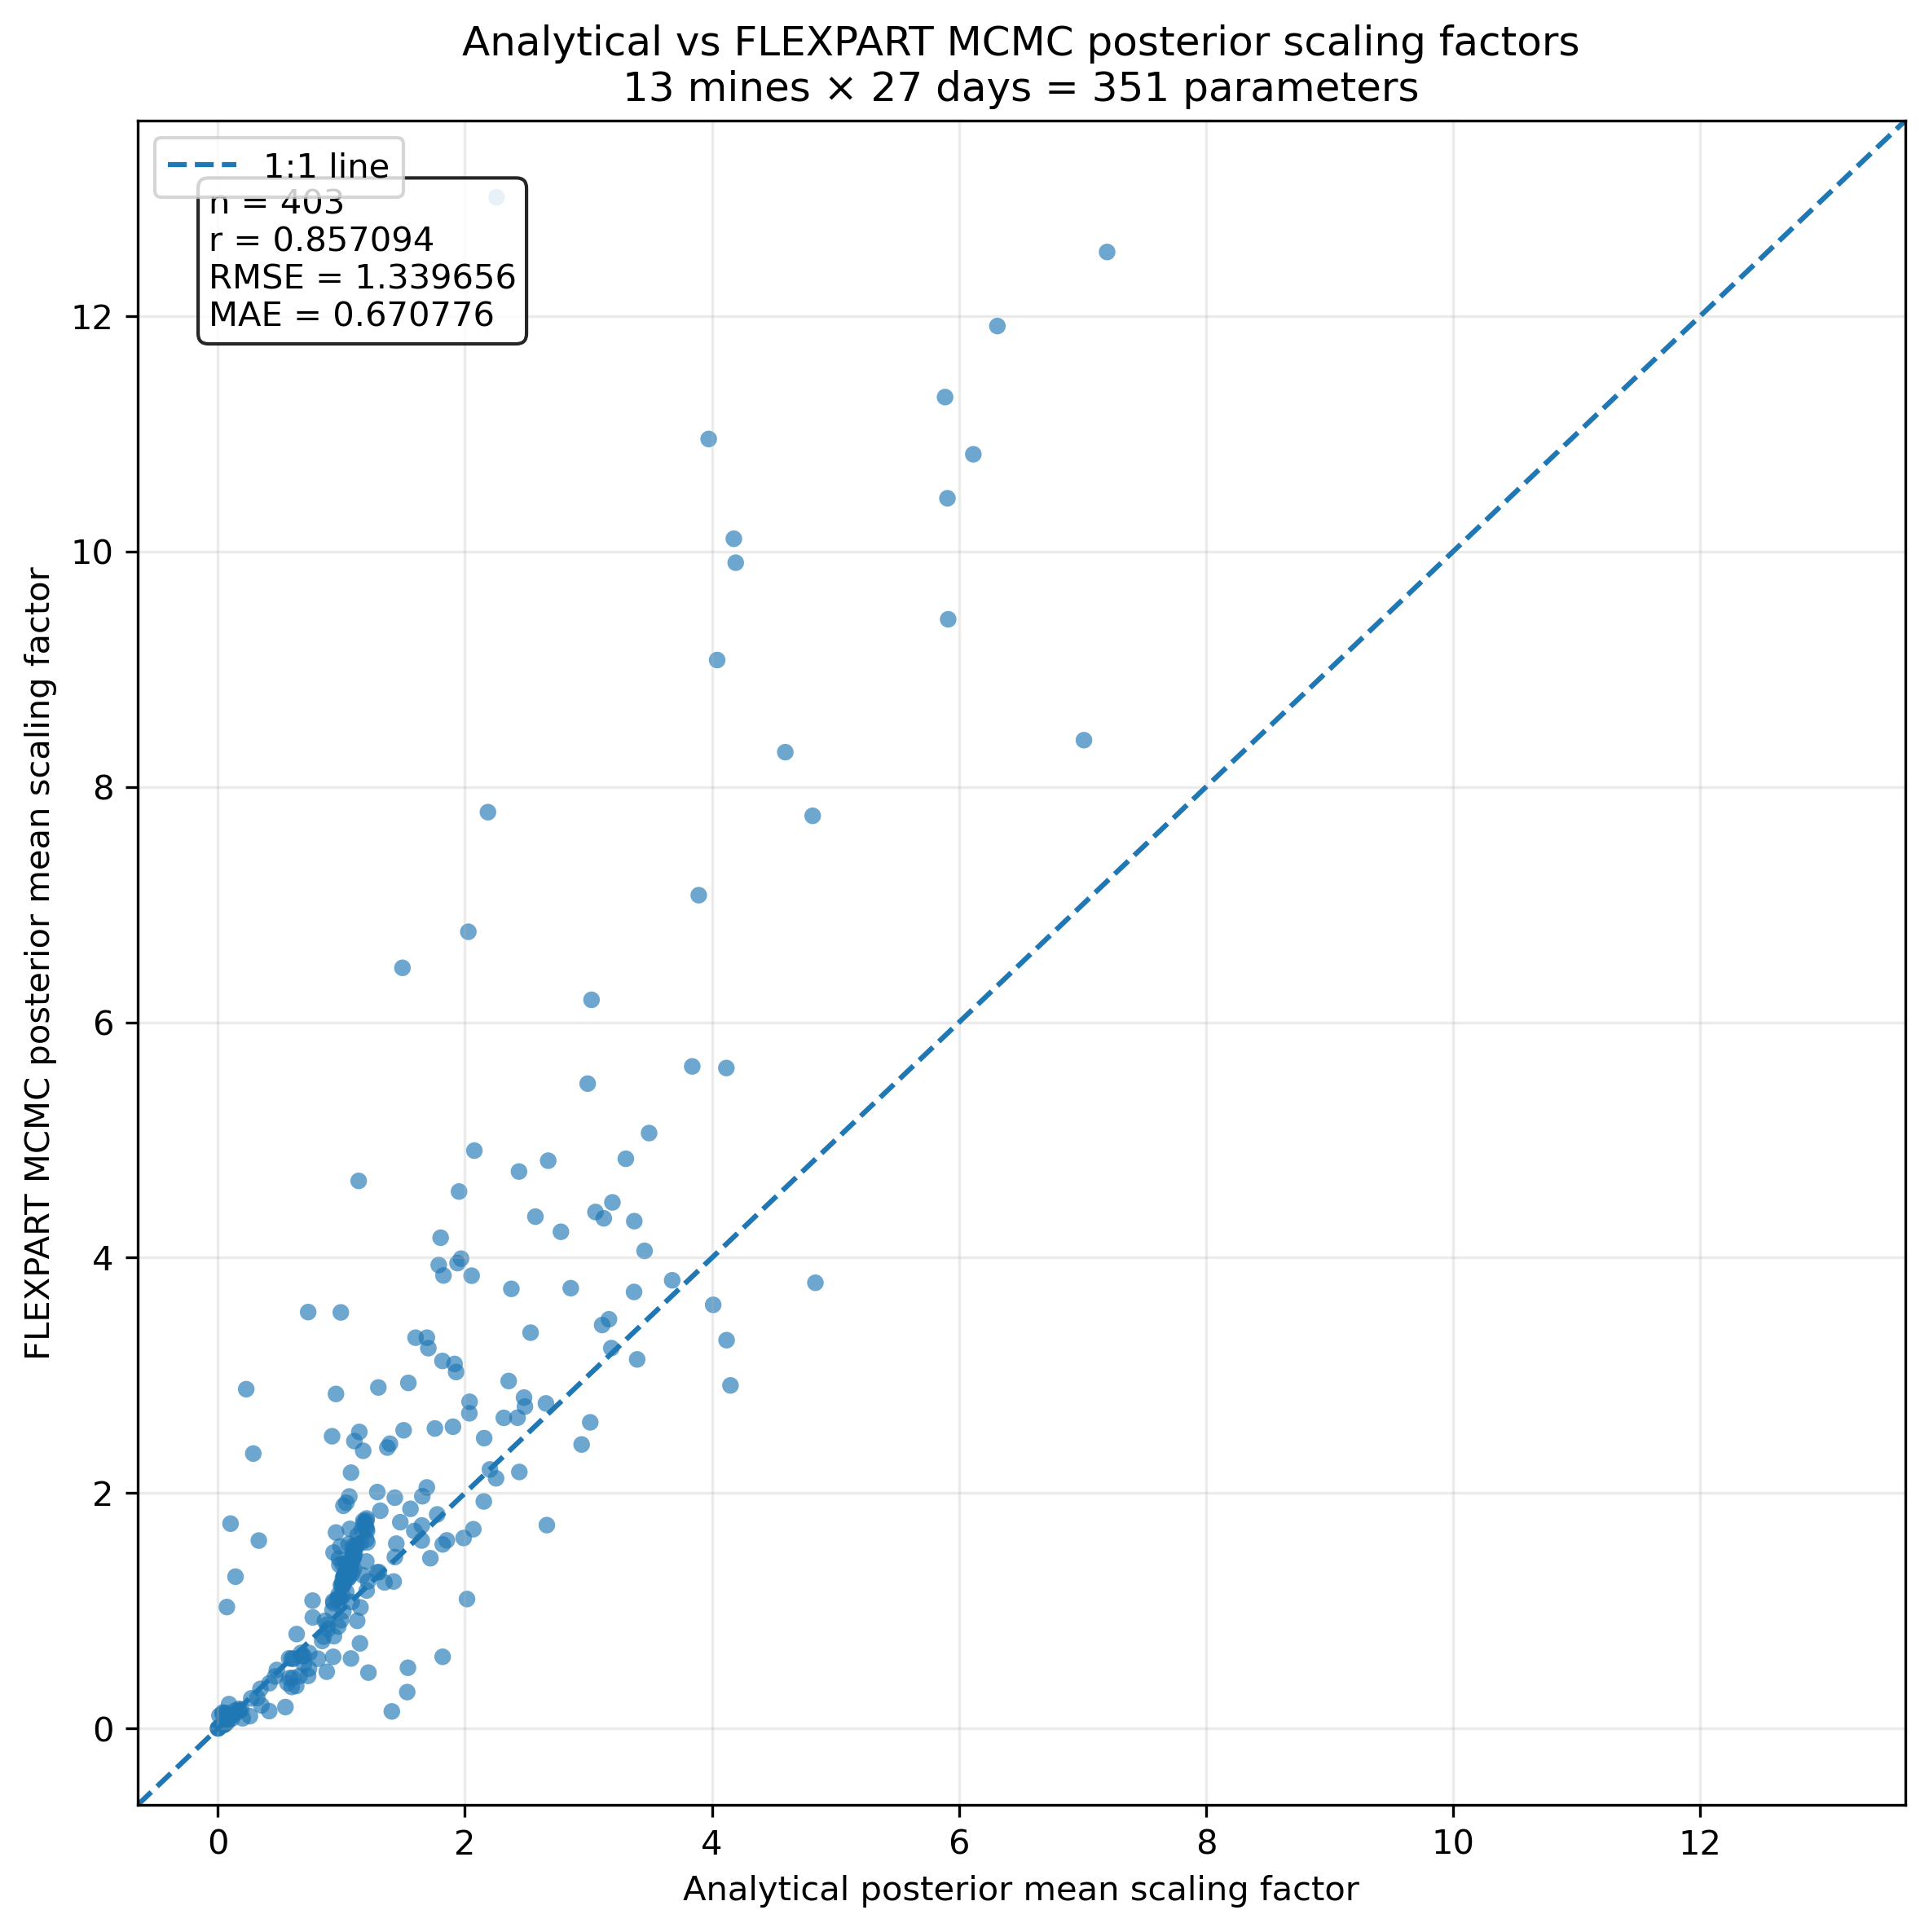 Analytical vs FLEXPART MCMC posterior scaling factors
13 mines × 27 days = 351 parameters
1:1 line
n = 403
r = 0.857094
RMSE = 1.339656
MAE = 0.670776
FLEXPART MCMC posterior mean scaling factor
12
10
8
6
4
2
0
0 2 4 6 8 10 12
Analytical posterior mean scaling factor